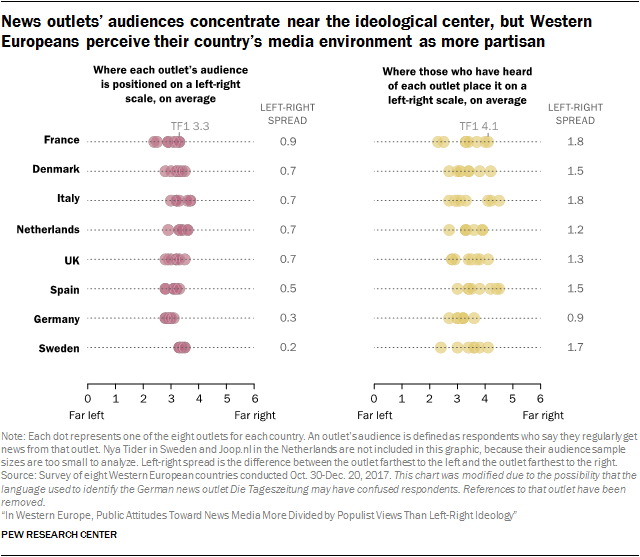 News outlets’ audiences concentrate near the ideological center, but Western
Europeans perceive their country’s media environment as more partisan
Where each outlet’s audience
is positioned on a left-right
scale, on average
LEFT-RIGHT
SPREAD
Where those who have heard
of each outlet place it on a
left-right scale, on average
LEFT-RIGHT
SPREAD
TF1 3.3
TF1 4.1
France 0.9 1.8
Denmark 0.7 1.5
Italy 0.7 1.8
Netherlands 0.7 1.2
UK 0.7 1.3
Spain 0.5 1.5
Germany 0.3 0.9
Sweden 0.2 1.7
0 1 2 3 4 5 6 0 1 2 3 4 5 6
Far left Far right Far left Far right
Note: Each dot represents one of the eight outlets for each country. An outlet’s audience is defined as respondents who say they regularly get
news from that outlet. Nya Tider in Sweden and Joop.nl in the Netherlands are not included in this graphic, because their audience sample
sizes are too small to analyze. Left-right spread is the difference between the outlet farthest to the left and the outlet farthest to the right.
Source: Survey of eight Western European countries conducted Oct. 30-Dec. 20, 2017. This chart was modified due to the possibility that the
language used to identify the German news outlet Die Tageszeitung may have confused respondents. References to that outlet have been
removed.
“In Western Europe, Public Attitudes Toward News Media More Divided by Populist Views Than Left-Right Ideology”
PEW RESEARCH CENTER